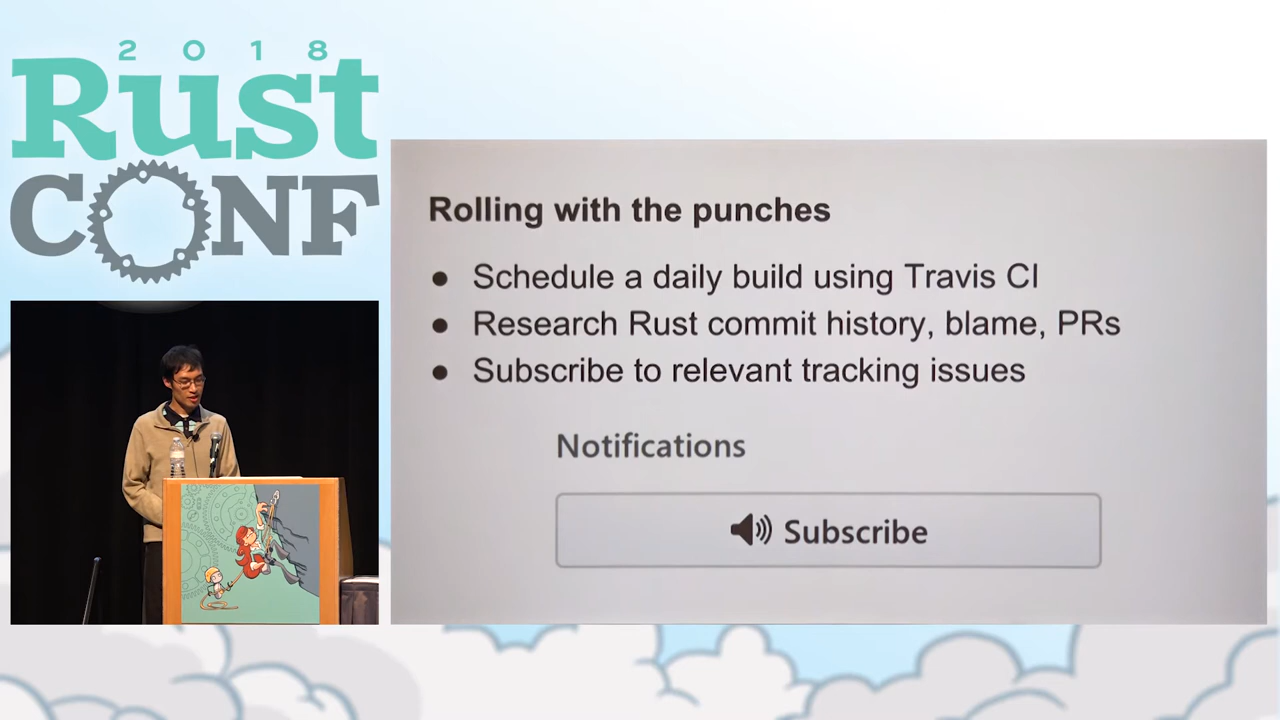 2018
Rust
CONF
Rolling with the punches
● Schedule a daily build using Travis CI
● Research Rust commit history, blame, PRs
● Subscribe to relevant tracking issues
Notifications
Subscribe